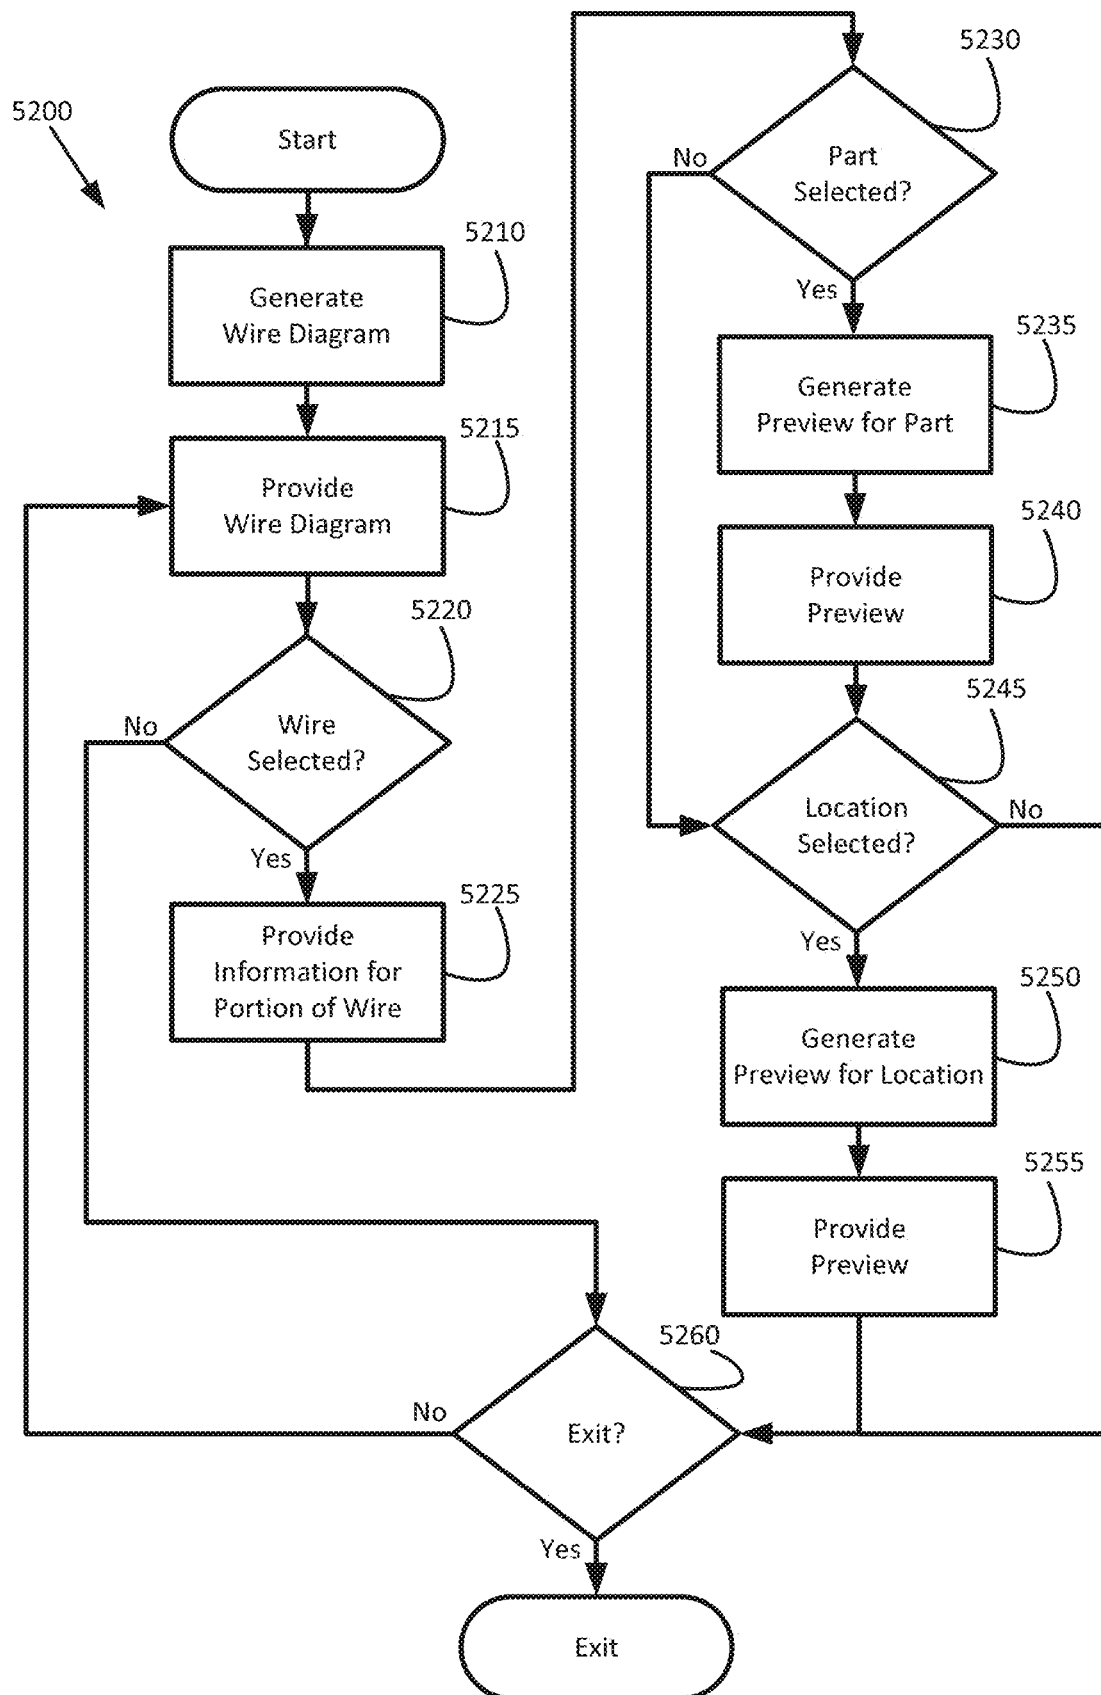 5200
Start
5210
Generate
Wire Diagram
5215
Provide
Wire Diagram
5220
Wire
Selected?
No
Yes
5225
Provide
Information for
Portion of Wire
5230
Part
Selected?
No
Yes
5235
Generate
Preview for Part
5240
Provide
Preview
5245
Location
Selected?
No
Yes
5250
Generate
Preview for Location
5255
Provide
Preview
5260
Exit?
No
Yes
Exit